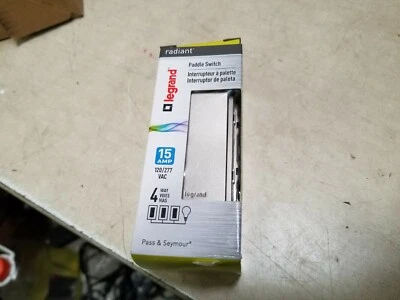 radiant®
Paddle Switch
Interrupteur à palette
Interruptor de paleta
legrand®
15
AMP
120/277
VAC
4 WAY
VOIES
VIAS
legrand
Pass & Seymour®